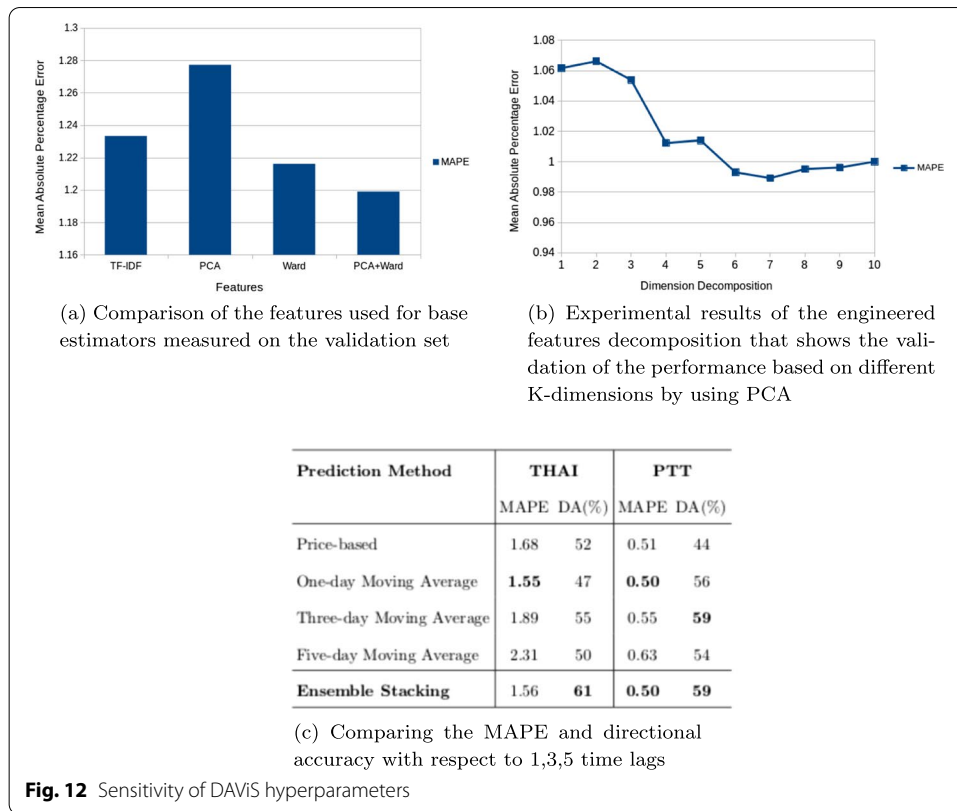 1.3
1.28
1.26
1.24
1.22
1.2
1.18
1.16
Mean Absolute Percentage Error
TF-IDF PCA Ward PCA+Ward
Features
MAPE
(a) Comparison of the features used for base
estimators measured on the validation set
1.08
1.06
1.04
1.02
1
0.98
0.96
0.94
Mean Absolute Percentage Error
1 2 3 4 5 6 7 8 9 10
Dimension Decomposition
MAPE
(b) Experimental results of the engineered
features decomposition that shows the vali-
dation of the performance based on different
K-dimensions by using PCA
Prediction Method THAI PTT
MAPE DA(%) MAPE DA(%)
Price-based 1.68 52 0.51 44
One-day Moving Average 1.55 47 0.50 56
Three-day Moving Average 1.89 55 0.55 59
Five-day Moving Average 2.31 50 0.63 54
Ensemble Stacking 1.56 61 0.50 59
(c) Comparing the MAPE and directional
accuracy with respect to 1,3,5 time lags
Fig. 12 Sensitivity of DAViS hyperparameters